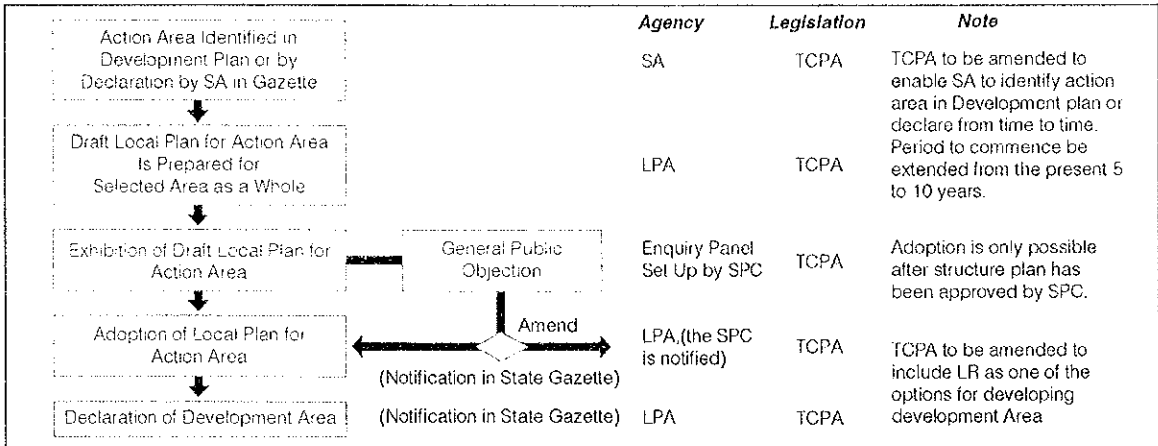 Agency Legislation Note
Action Area Identified in
Development Plan or by
Declaration by SA in Gazette
SA TCPA
TCPA to be amended to
enable SA to identify action
area in Development plan or
declare from time to time.
Period to commence be
extended from the present 5
to 10 years.
Draft Local Plan for Action Area
Is Prepared for
Selected Area as a Whole
LPA TCPA
Exhibition of Draft Local Plan for
Action Area
General Public
Objection
Enquiry Panel
Set Up by SPC
TCPA
Adoption is only possible
after structure plan has
been approved by SPC.
Adoption of Local Plan for
Action Area
Amend
(Notification in State Gazette)
LPA,(the SPC
is notified)
TCPA
TCPA to be amended to
include LR as one of the
options for developing
development Area
Declaration of Development Area
(Notification in State Gazette)
LPA TCPA